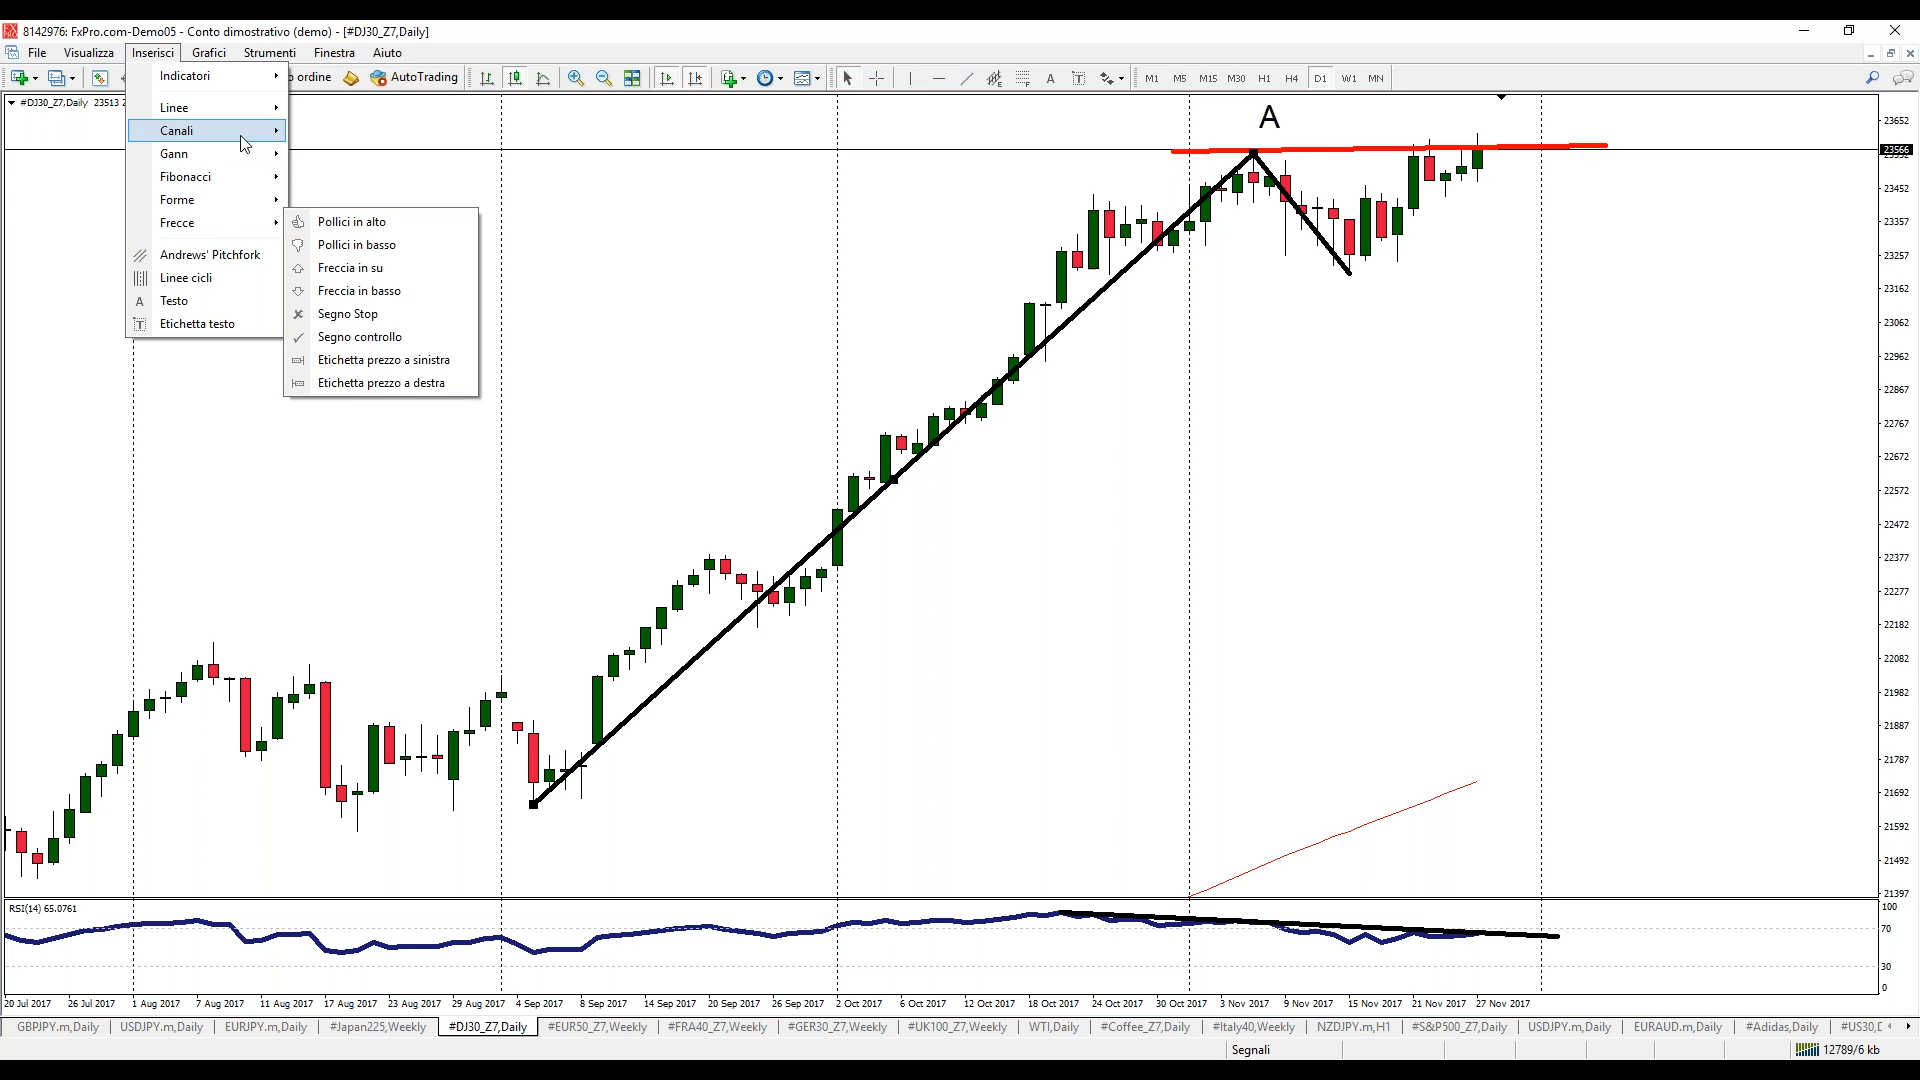 8142976: FxPro.com-Demo05 - Conto dimostrativo (demo) - [#DJ30_Z7,Daily]
File Visualizza Inserisci Grafici Strumenti Finestra Aiuto
ordine AutoTrading A T M1 M5 M15 M30 H1 H4 D1 W1 MN
#DJ30_Z7,Daily 23513
Indicatori
Linee
Canali
Gann
Fibonacci
Forme
Frecce
Andrews' Pitchfork
Linee cicli
A Testo
T Etichetta testo
Pollici in alto
Pollici in basso
Freccia in su
Freccia in basso
Segno Stop
Segno controllo
Etichetta prezzo a sinistra
Etichetta prezzo a destra
A
23652
23566
23452
23357
23257
23162
23062
22962
22867
22767
22672
22572
22472
22377
22277
22182
22082
21982
21887
21787
21692
21592
21492
21397
RSI(14) 65.0761
100
70
30
0
20 Jul 2017 26 Jul 2017 1 Aug 2017 7 Aug 2017 11 Aug 2017 17 Aug 2017 23 Aug 2017 29 Aug 2017 4 Sep 2017 8 Sep 2017 14 Sep 2017 20 Sep 2017 26 Sep 2017 2 Oct 2017 6 Oct 2017 12 Oct 2017 18 Oct 2017 24 Oct 2017 30 Oct 2017 3 Nov 2017 9 Nov 2017 15 Nov 2017 21 Nov 2017 27 Nov 2017
GBPJPY.m,Daily USDJPY.m,Daily EURJPY.m,Daily #Japan225,Weekly #DJ30_Z7,Daily #EUR50_Z7,Weekly #FRA40_Z7,Weekly #GER30_Z7,Weekly #UK100_Z7,Weekly WTI,Daily #Coffee_Z7,Daily #Italy40,Weekly NZDJPY.m,H1 #S&P500_Z7,Daily USDJPY.m,Daily EURAUD.m,Daily #Adidas,Daily #US30,D
Segnali 12789/6 kb